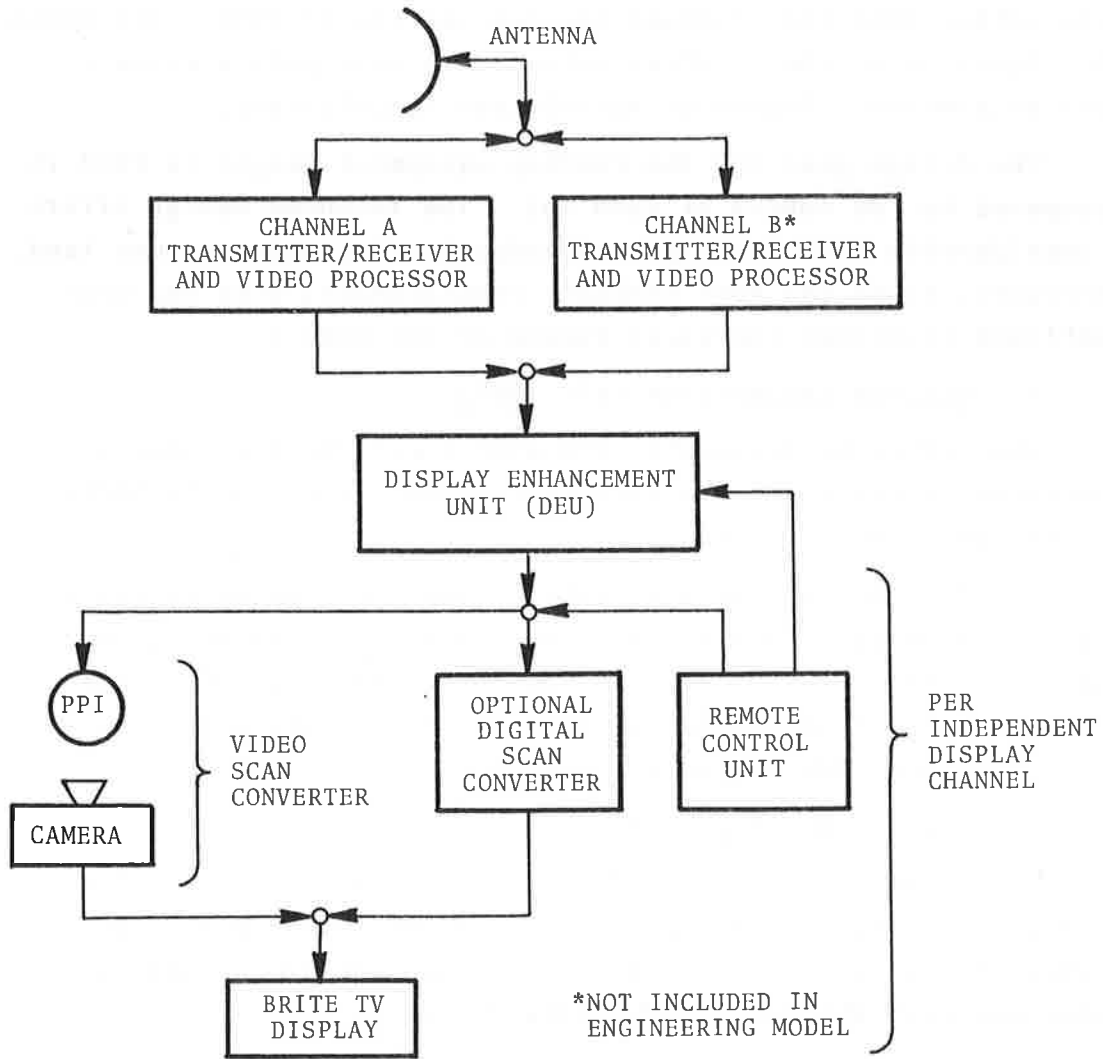 ANTENNA
CHANNEL A
TRANSMITTER/RECEIVER
AND VIDEO PROCESSOR
CHANNEL B*
TRANSMITTER/RECEIVER
AND VIDEO PROCESSOR
DISPLAY ENHANCEMENT
UNIT (DEU)
PPI
CAMERA
VIDEO
SCAN
CONVERTER
OPTIONAL
DIGITAL
SCAN
CONVERTER
REMOTE
CONTROL
UNIT
PER
INDEPENDENT
DISPLAY
CHANNEL
BRITE TV
DISPLAY
*NOT INCLUDED IN
ENGINEERING MODEL